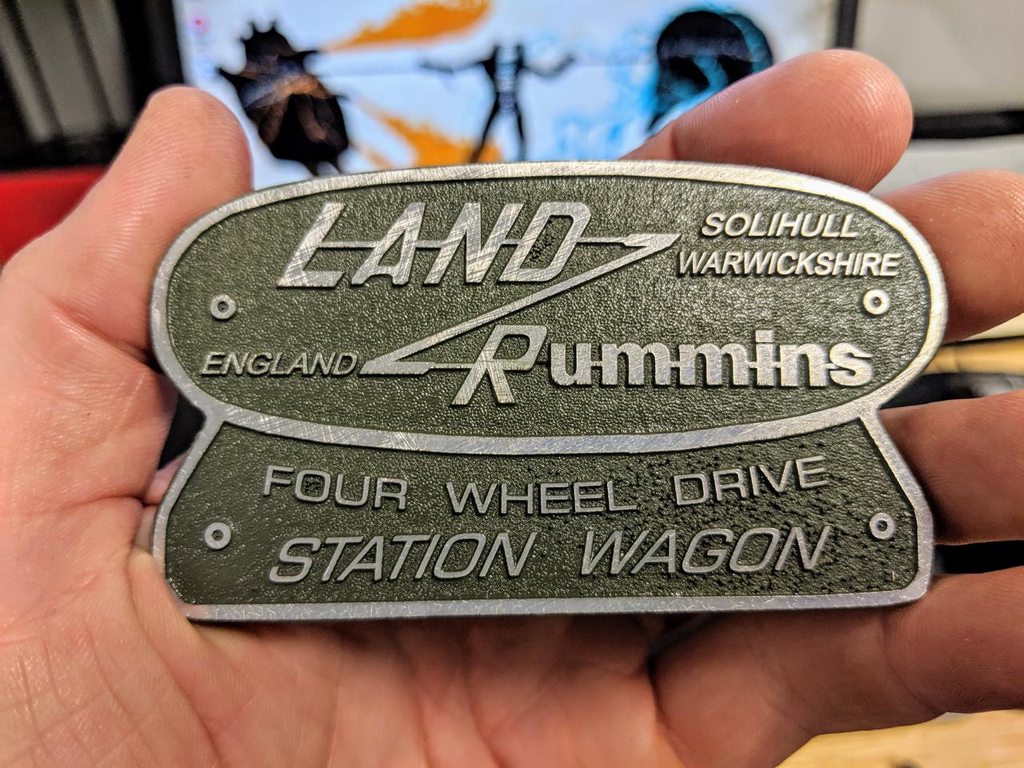 LAND
SOLIHULL
WARWICKSHIRE
ENGLAND
Rummins
FOUR WHEEL DRIVE
STATION WAGON